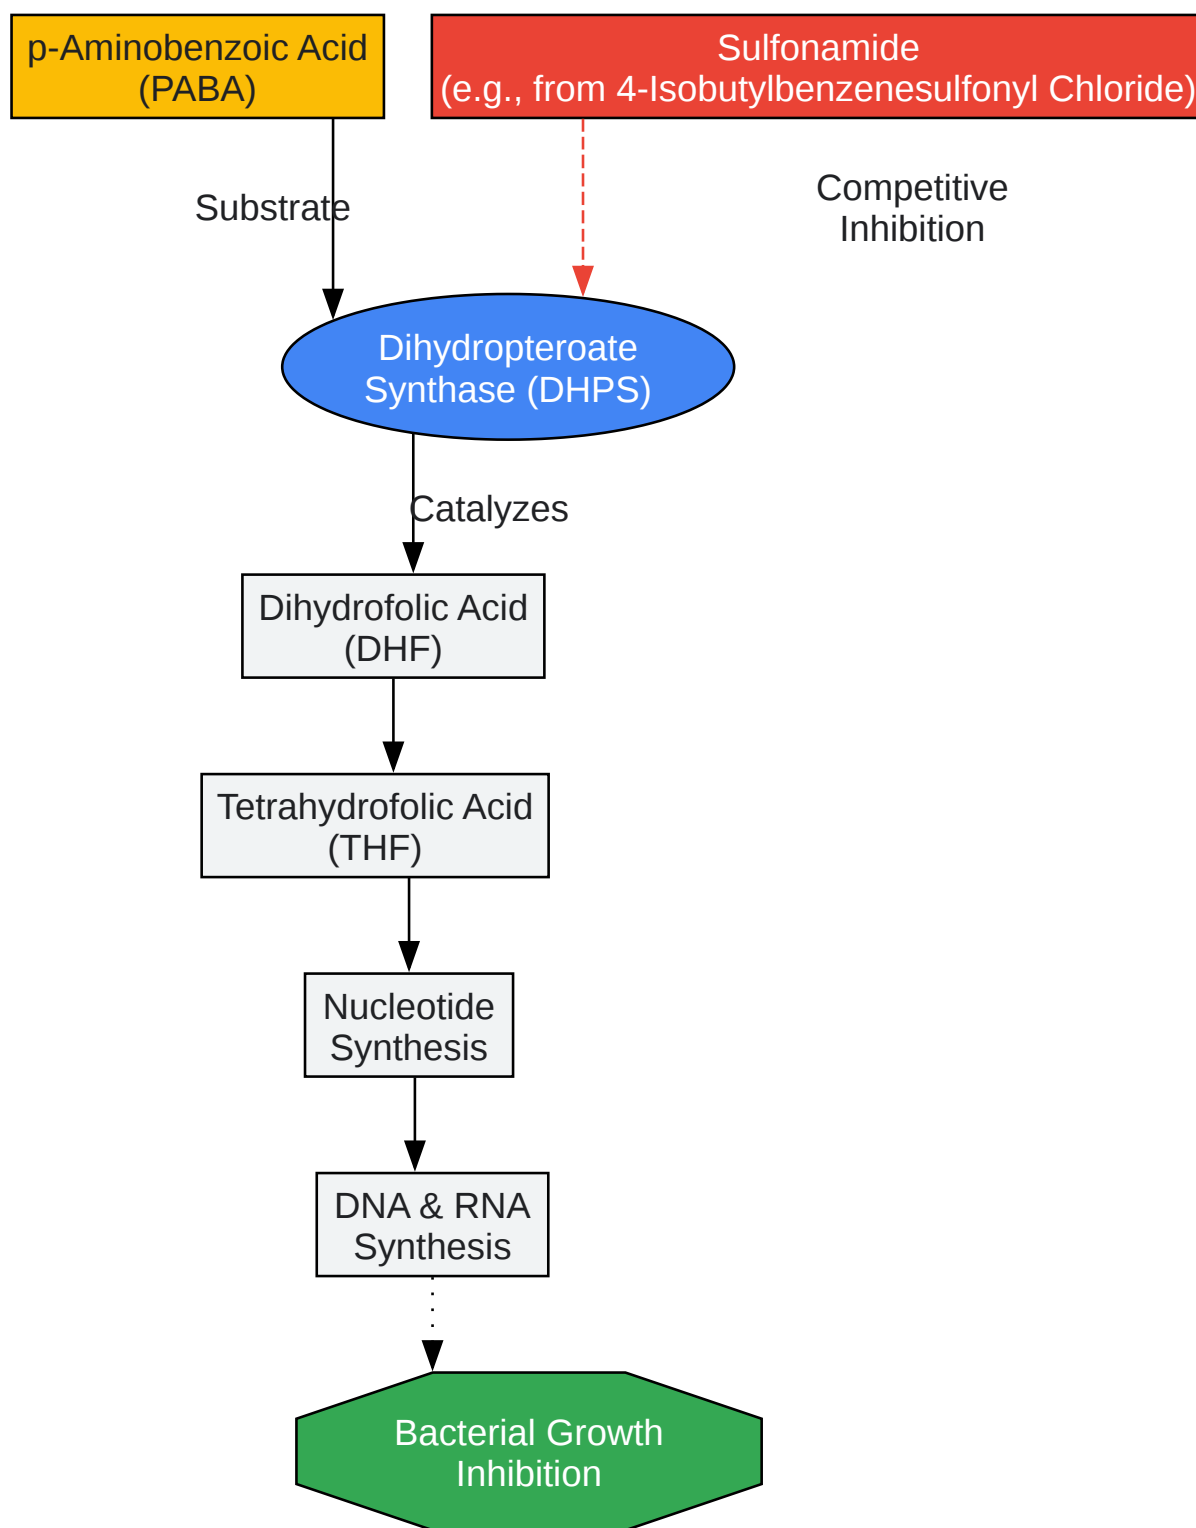 p-Aminobenzoic Acid
(PABA)
Sulfonamide
(e.g., from 4-Isobutylbenzenesulfonyl Chloride)
Substrate
Competitive
Inhibition
Dihydropteroate
Synthase (DHPS)
Catalyzes
Dihydrofolic Acid
(DHF)
Tetrahydrofolic Acid
(THF)
Nucleotide
Synthesis
DNA & RNA
Synthesis
Bacterial Growth
Inhibition